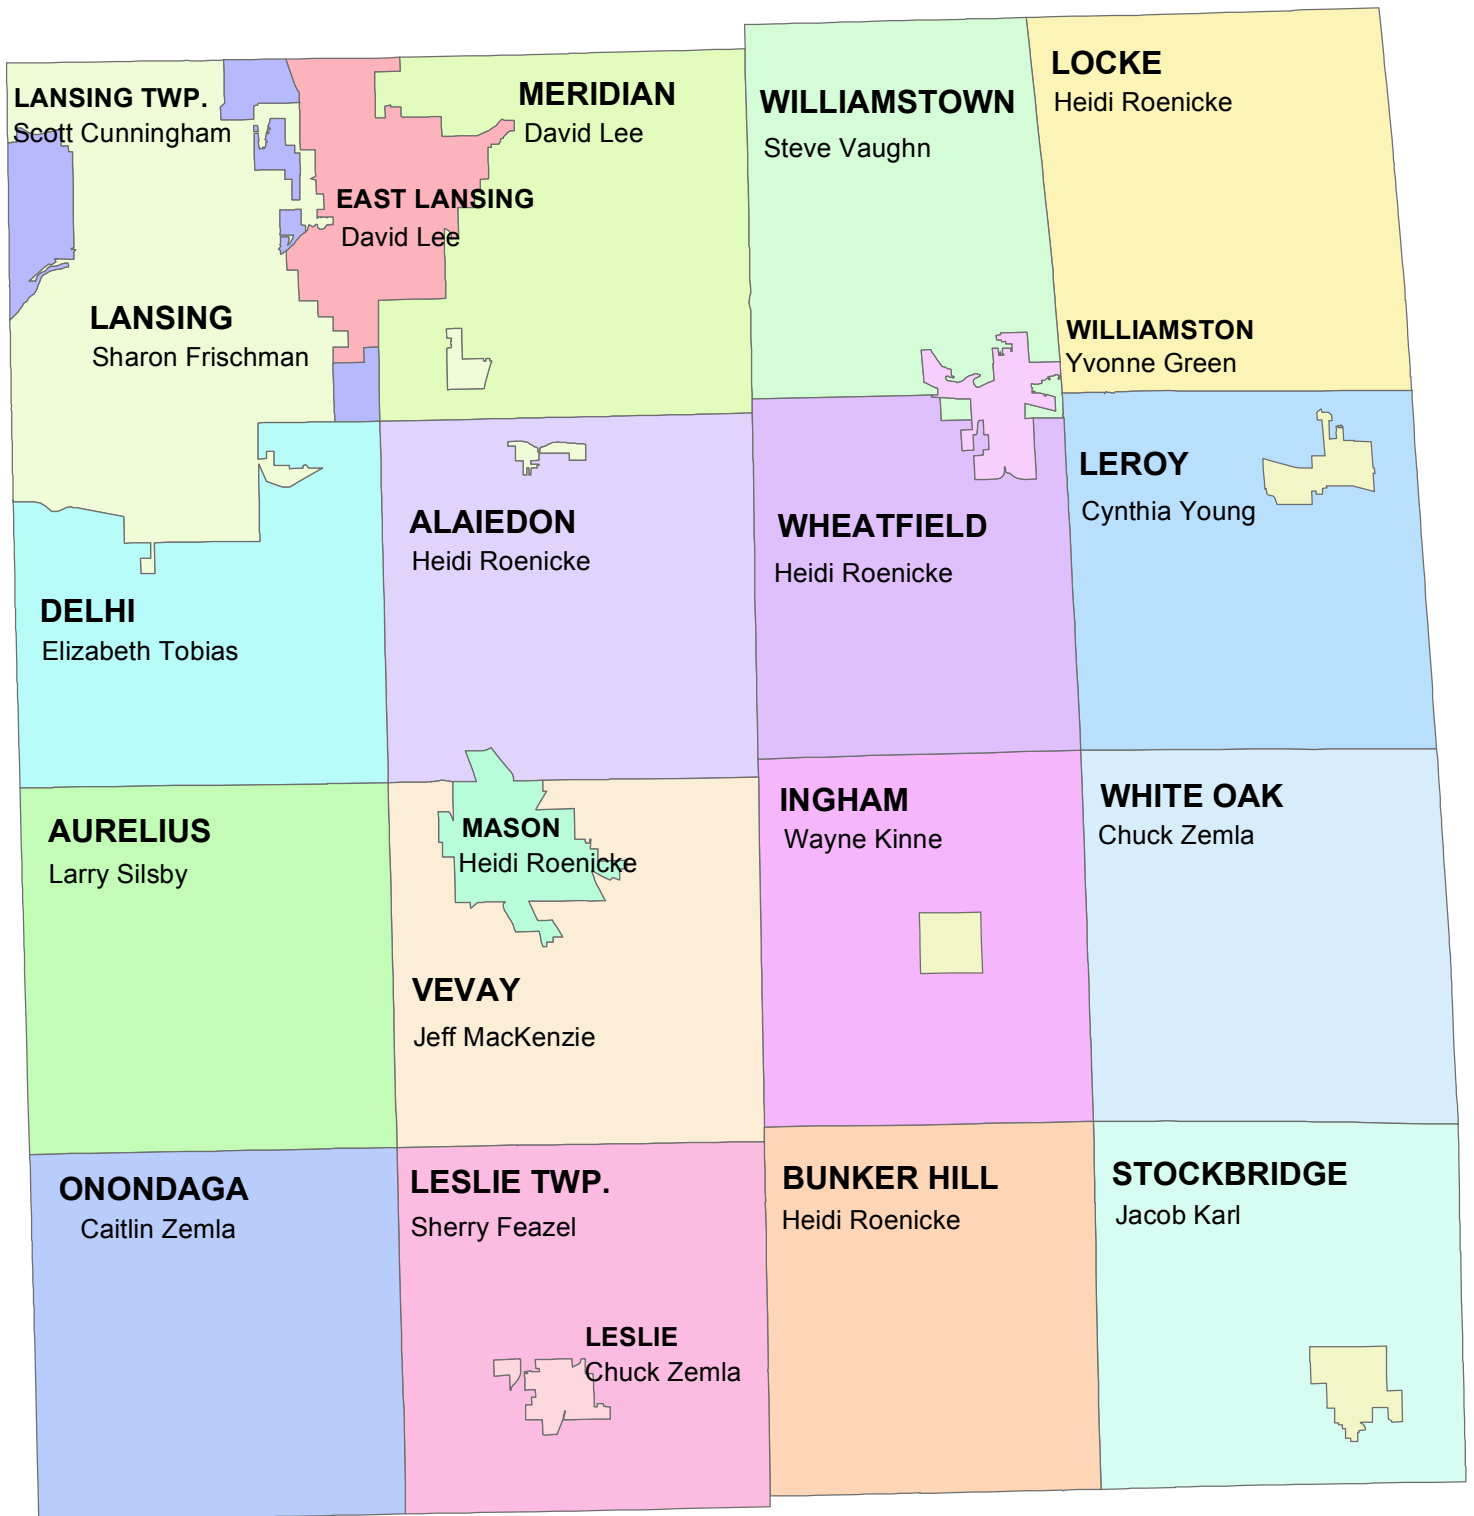 LANSING TWP.
Scott Cunningham
MERIDIAN
David Lee
WILLIAMSTOWN
Steve Vaughn
LOCKE
Heidi Roenicke
EAST LANSING
David Lee
LANSING
Sharon Frischman
WILLIAMSTON
Yvonne Green
DELHI
Elizabeth Tobias
ALAIEDON
Heidi Roenicke
WHEATFIELD
Heidi Roenicke
LEROY
Cynthia Young
AURELIUS
Larry Silsby
MASON
Heidi Roenicke
VEVAY
Jeff MacKenzie
INGHAM
Wayne Kinne
WHITE OAK
Chuck Zemla
ONONDAGA
Caitlin Zemla
LESLIE TWP.
Sherry Feazel
LESLIE
Chuck Zemla
BUNKER HILL
Heidi Roenicke
STOCKBRIDGE
Jacob Karl